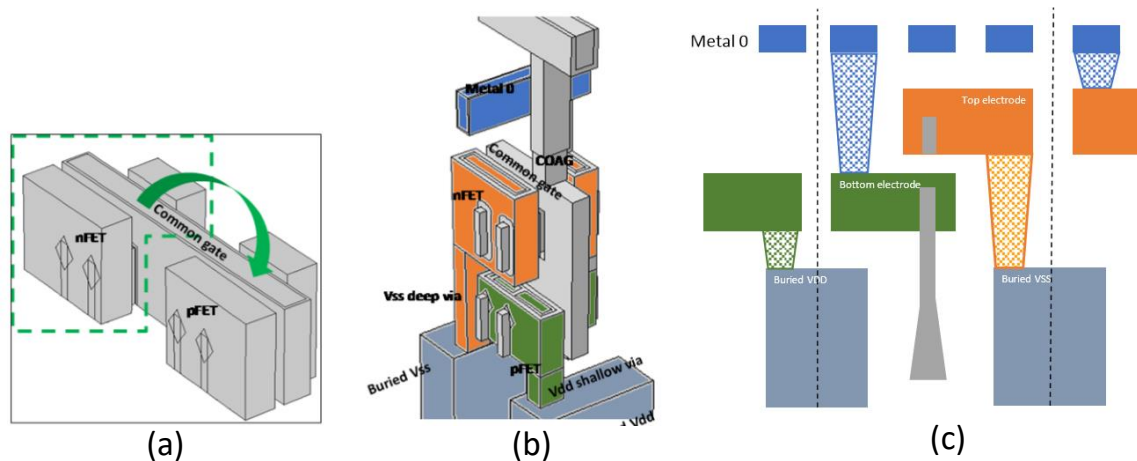 nFET
Common gate
pFET
(a)
Metal 0
COAG
Common gate
nFET
Vss deep via
Buried Vss
pFET
Vdd shallow via
Vdd
(b)
Metal 0
Top electrode
Bottom electrode
Buried VDD
Buried VSS
(c)